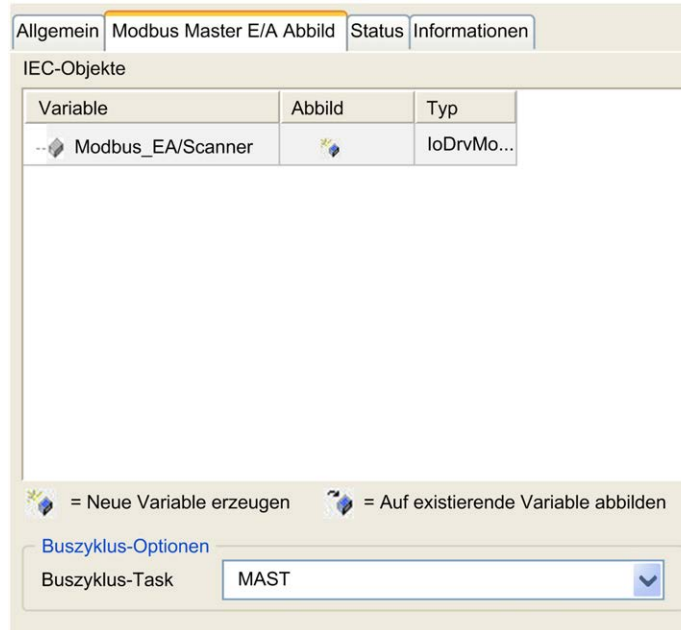 Allgemein Modbus Master E/A Abbild Status Informationen
IEC-Objekte
Variable Abbild Typ
Modbus_EA/Scanner IoDrvMo...
= Neue Variable erzeugen = Auf existierende Variable abbilden
Buszyklus-Optionen
Buszyklus-Task MAST